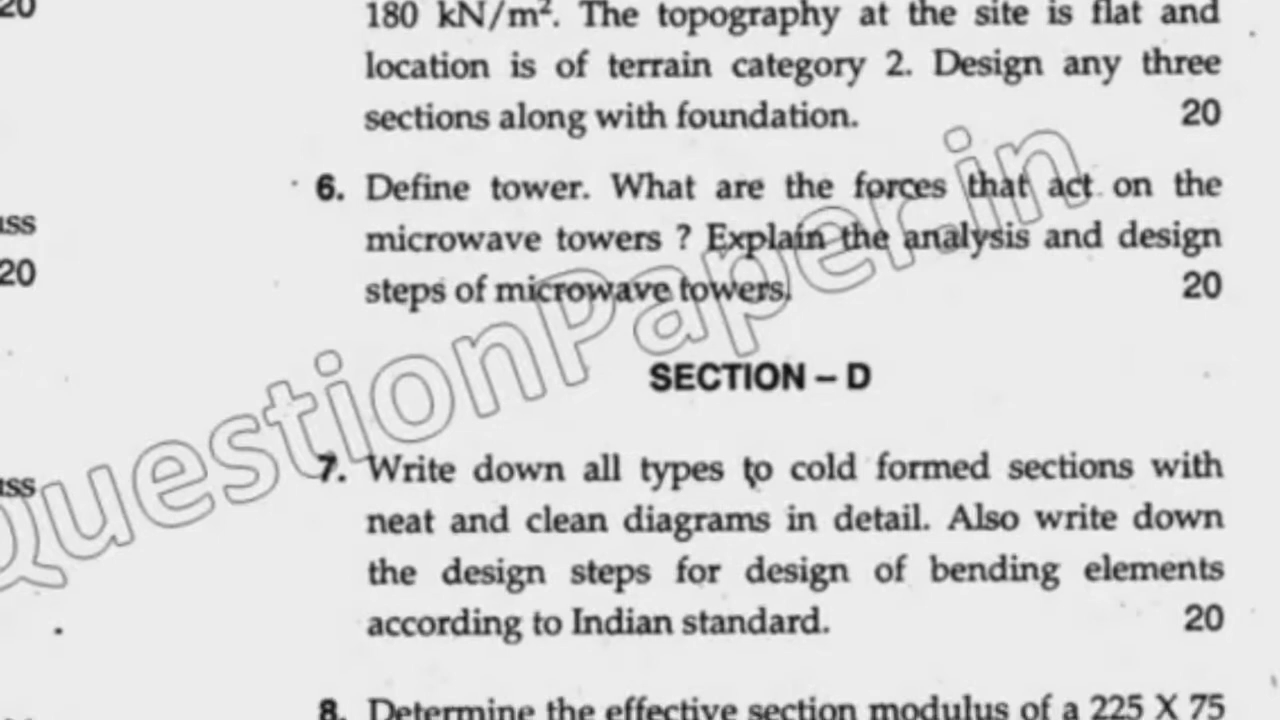 20
180 kN/m². The topography at the site is flat and
location is of terrain category 2. Design any three
sections along with foundation. 20
6. Define tower. What are the forces that act on the
uss
microwave towers ? Explain the analysis and design
20
steps of microwave towers. 20
SECTION – D
7. Write down all types to cold formed sections with
uss
neat and clean diagrams in detail. Also write down
the design steps for design of bending elements
according to Indian standard. 20
8. Determine the effective section modulus of a 225 X 75
QuestionPaper.in